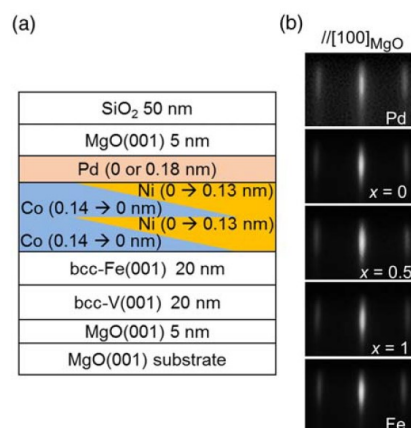 (a)
SiO₂ 50 nm
MgO(001) 5 nm
Pd (0 or 0.18 nm)
Ni (0 → 0.13 nm)
Co (0.14 → 0 nm)
Ni (0 → 0.13 nm)
Co (0.14 → 0 nm)
bcc-Fe(001) 20 nm
bcc-V(001) 20 nm
MgO(001) 5 nm
MgO(001) substrate
(b)
//[100]MgO
Pd
x = 0
x = 0.5
x = 1
Fe